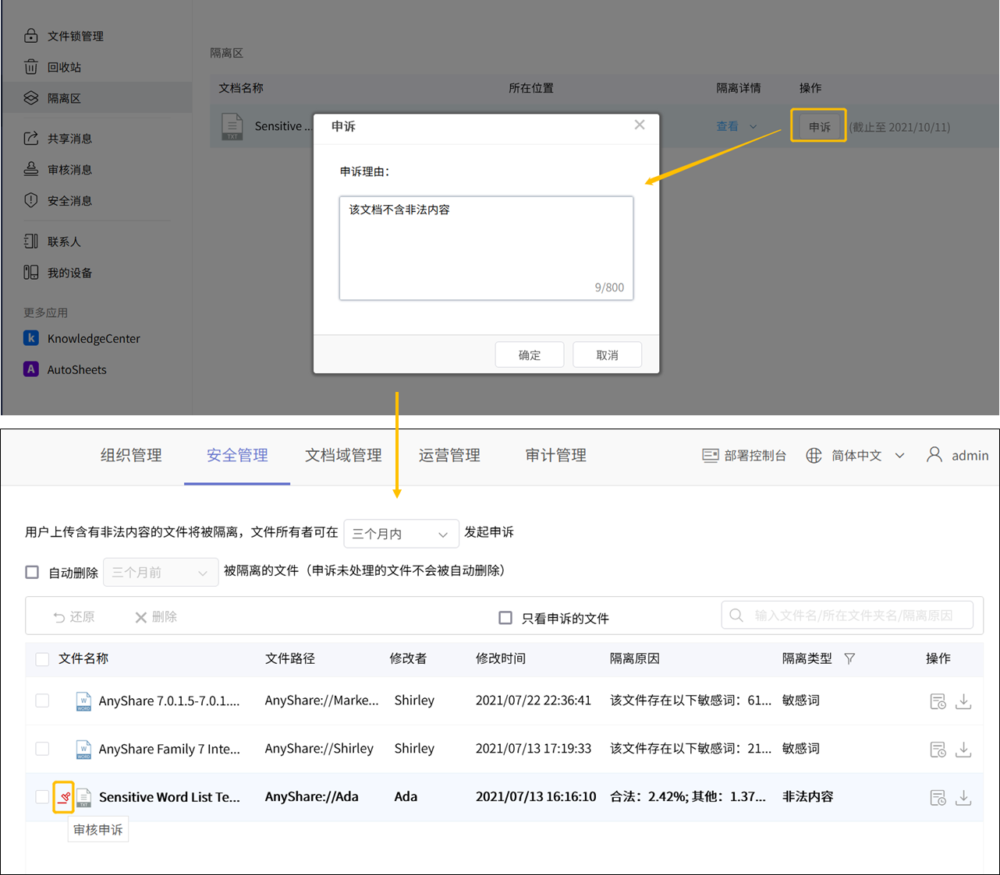 文件锁管理
回收站
隔离区
共享消息
审核消息
安全消息
联系人
我的设备
更多应用
k KnowledgeCenter
A AutoSheets
隔离区
文档名称 所在位置 隔离详情 操作
TXT Sensitive ... 查看 申诉 (截止至 2021/10/11)
申诉
申诉理由：
该文档不含非法内容
9/800
确定 取消
组织管理 安全管理 文档域管理 运营管理 审计管理 部署控制台 简体中文 admin
用户上传含有非法内容的文件将被隔离，文件所有者可在 三个月内 发起申诉
自动删除 三个月前 被隔离的文件（申诉未处理的文件不会被自动删除）
还原 删除 只看申诉的文件 输入文件名/所在文件夹名/隔离原因
文件名称 文件路径 修改者 修改时间 隔离原因 隔离类型 操作
W WORD AnyShare 7.0.1.5-7.0.1.... AnyShare://Marke... Shirley 2021/07/22 22:36:41 该文件存在以下敏感词：61... 敏感词
W WORD AnyShare Family 7 Inte... AnyShare://Shirley Shirley 2021/07/13 17:19:33 该文件存在以下敏感词：21... 敏感词
TXT Sensitive Word List Te... AnyShare://Ada Ada 2021/07/13 16:16:10 合法：2.42%; 其他：1.37... 非法内容
审核申诉